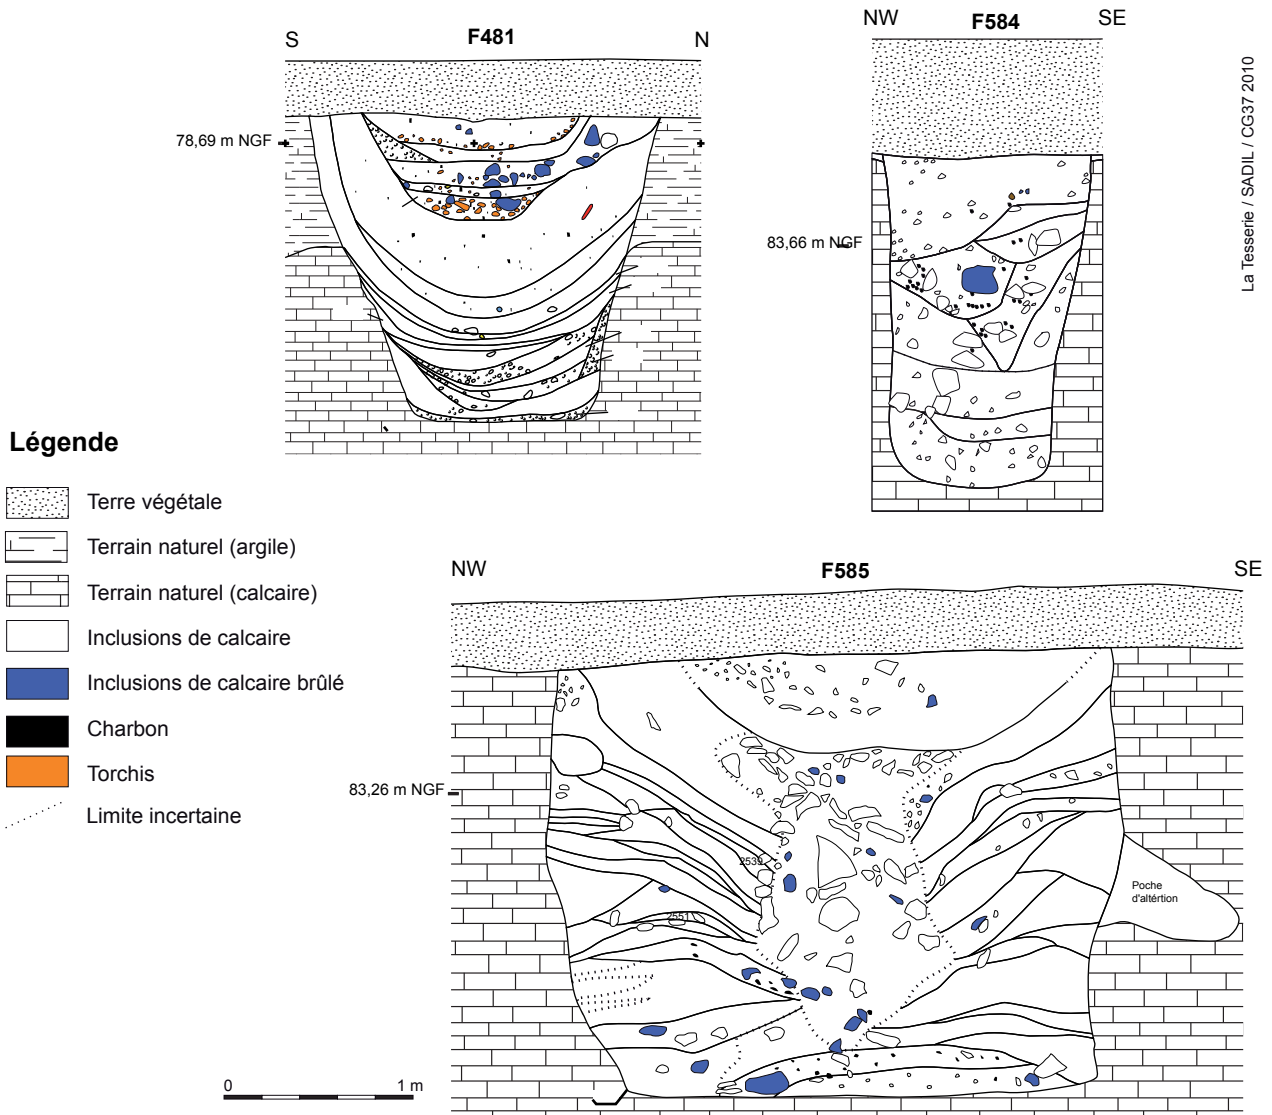 S
F481
N
78,69 m NGF
NW
F584
SE
83,66 m NGF
La Tesserie / SADIL / CG37 2010
Légende
Terre végétale
Terrain naturel (argile)
Terrain naturel (calcaire)
Inclusions de calcaire
Inclusions de calcaire brûlé
Charbon
Torchis
Limite incertaine
NW
F585
SE
83,26 m NGF
2539
2551
Poche
d'altértion
0
1 m